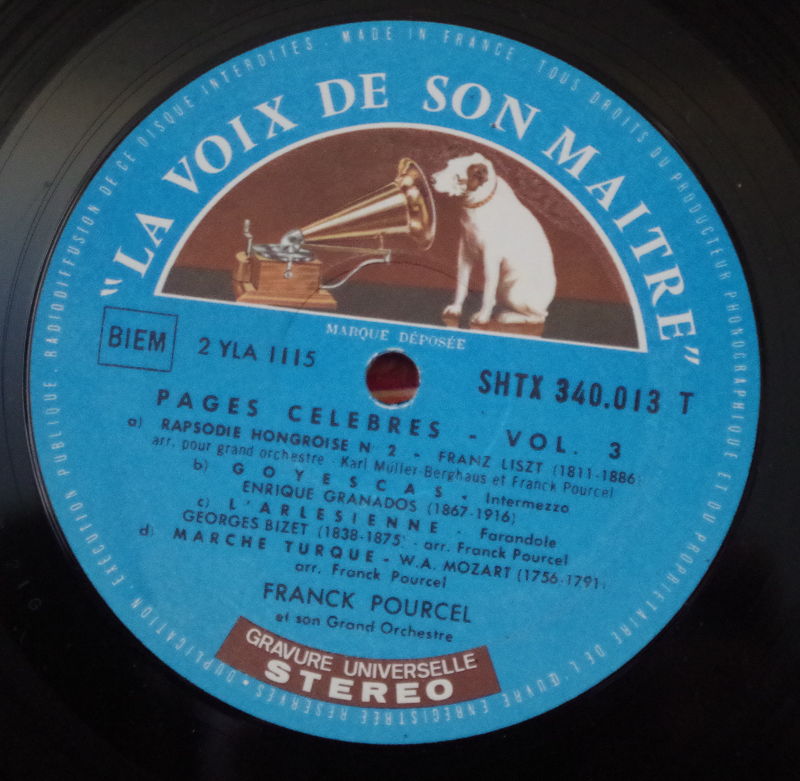 DUPLICATION · EXÉCUTION PUBLIQUE · RADIODIFFUSION DE CE DISQUE INTERDITES · MADE IN FRANCE · TOUS DROITS DU PRODUCTEUR PHONOGRAPHIQUE ET DU PROPRIETAIRE DE L'ŒUVRE ENREGISTRÉE RÉSERVÉS ·
"LA VOIX DE SON MAITRE"
MARQUE DÉPOSÉE
BIEM 2 YLA 1115
SHTX 340.013 T
PAGES CELEBRES - VOL. 3
a) RAPSODIE HONGROISE N° 2 - FRANZ LISZT (1811-1886)
arr. pour grand orchestre - Karl Müller-Berghaus et Franck Pourcel
b) GOYESCAS - Intermezzo
ENRIQUE GRANADOS (1867-1916)
c) L'ARLESIENNE - Farandole
GEORGES BIZET (1838-1875) - arr. Franck Pourcel
d) MARCHE TURQUE - W.A. MOZART (1756-1791)
arr. Franck Pourcel
FRANCK POURCEL
et son Grand Orchestre
GRAVURE UNIVERSELLE
STEREO